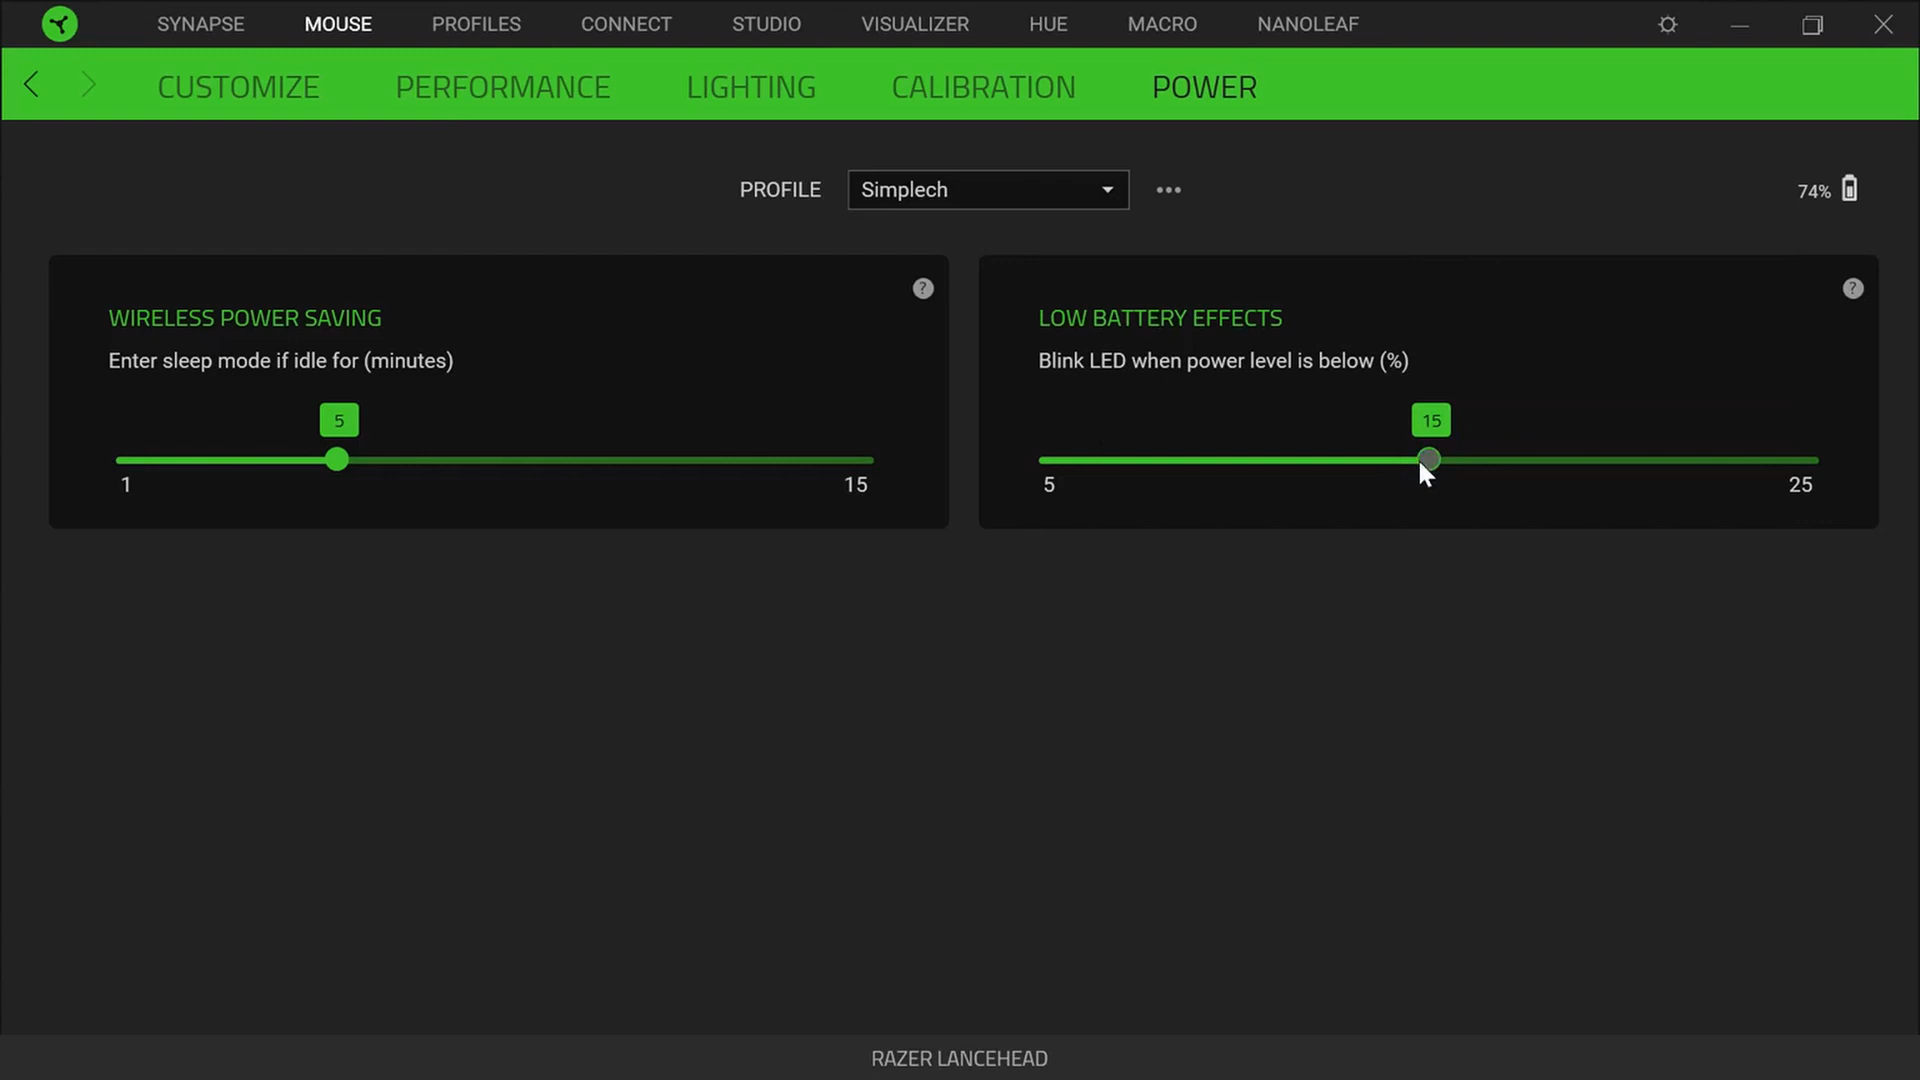 SYNAPSE MOUSE PROFILES CONNECT STUDIO VISUALIZER HUE MACRO NANOLEAF
CUSTOMIZE PERFORMANCE LIGHTING CALIBRATION POWER
PROFILE Simplech 74%
WIRELESS POWER SAVING
Enter sleep mode if idle for (minutes)
5
1 15
LOW BATTERY EFFECTS
Blink LED when power level is below (%)
15
5 25
RAZER LANCEHEAD